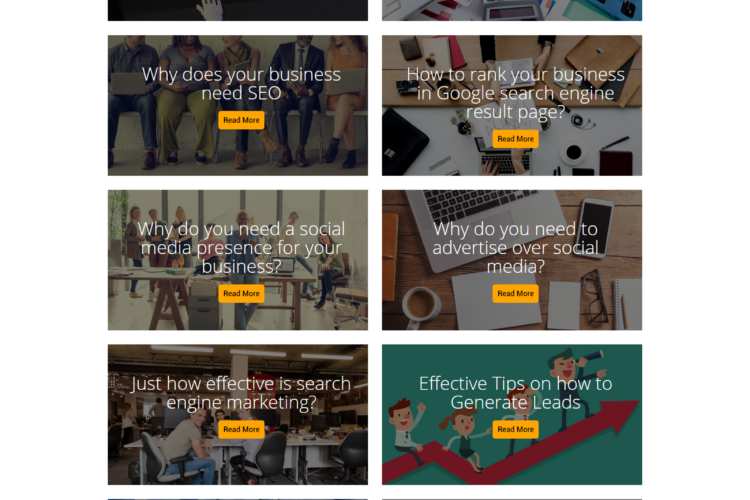 Why does your business
need SEO
Read More
How to rank your business
in Google search engine
result page?
Read More
Why do you need a social
media presence for your
business?
Read More
Why do you need to
advertise over social
media?
Read More
Just how effective is search
engine marketing?
Read More
Effective Tips on how to
Generate Leads
Read More